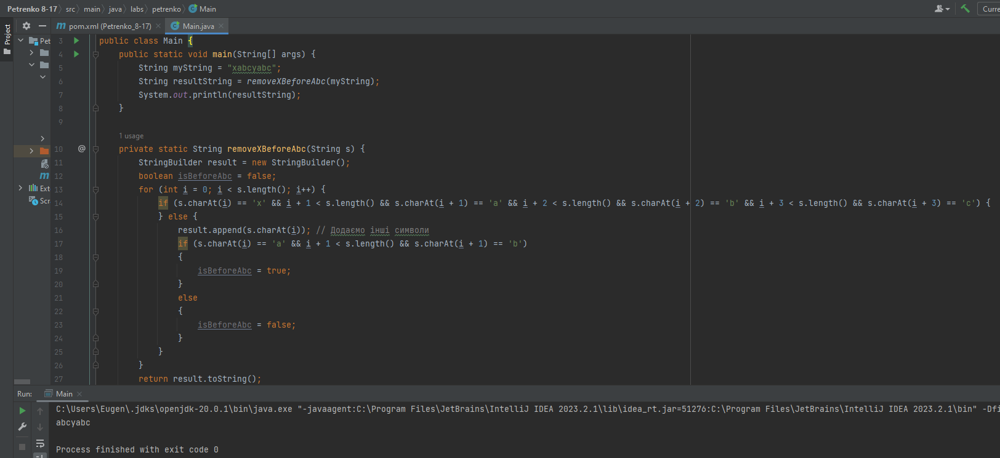 Petrenko 8-17 src main java labs petrenko Main
Curre
Project
pom.xml (Petrenko_8-17) Main.java
Pet
Ext
Scr
3 public class Main {
4 public static void main(String[] args) {
5 String myString = "xabcyabc";
6 String resultString = removeXBeforeAbc(myString);
7 System.out.println(resultString);
8 }
9
1 usage
10 @ private static String removeXBeforeAbc(String s) {
11 StringBuilder result = new StringBuilder();
12 boolean isBeforeAbc = false;
13 for (int i = 0; i < s.length(); i++) {
14 if (s.charAt(i) == 'x' && i + 1 < s.length() && s.charAt(i + 1) == 'a' && i + 2 < s.length() && s.charAt(i + 2) == 'b' && i + 3 < s.length() && s.charAt(i + 3) == 'c') {
15 } else {
16 result.append(s.charAt(i)); // Додаємо інші символи
17 if (s.charAt(i) == 'a' && i + 1 < s.length() && s.charAt(i + 1) == 'b')
18 {
19 isBeforeAbc = true;
20 }
21 else
22 {
23 isBeforeAbc = false;
24 }
25 }
26 }
27 return result.toString();
Run: Main
C:\Users\Eugen\.jdks\openjdk-20.0.1\bin\java.exe "-javaagent:C:\Program Files\JetBrains\IntelliJ IDEA 2023.2.1\lib\idea_rt.jar=51276:C:\Program Files\JetBrains\IntelliJ IDEA 2023.2.1\bin" -Dfi
abcyabc
Process finished with exit code 0